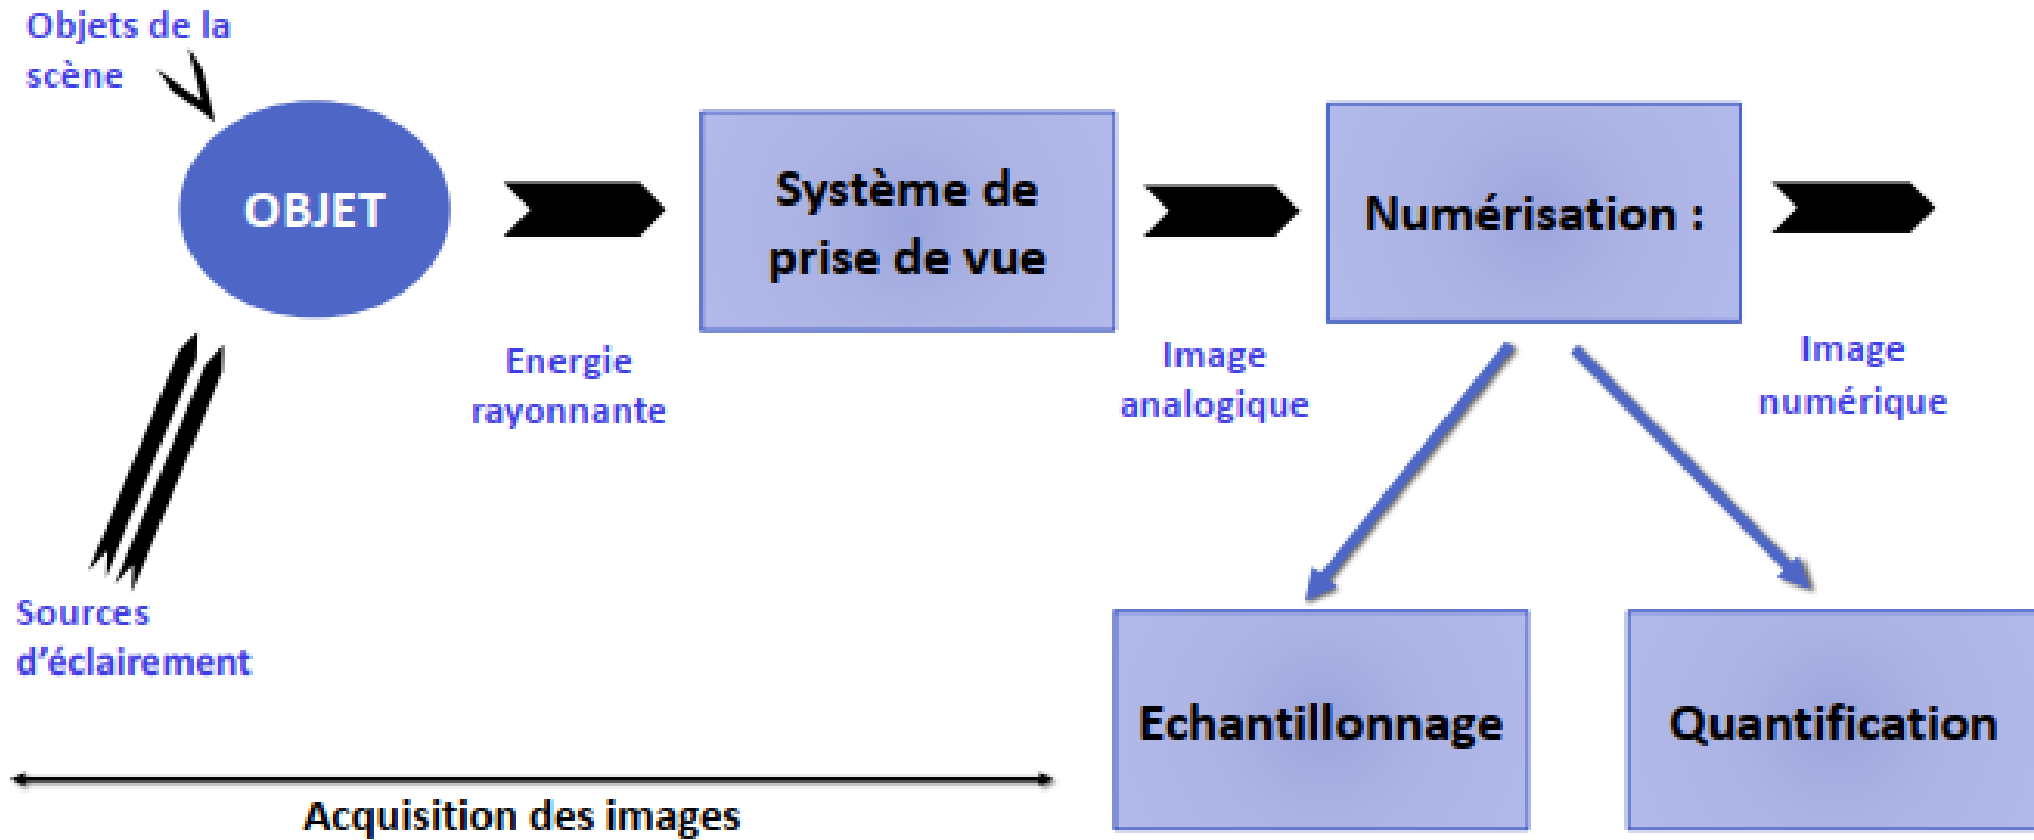 Objets de la
scène
OBJET
Système de
prise de vue
Numérisation :
Energie
rayonnante
Image
analogique
Image
numérique
Sources
d'éclairement
Echantillonnage
Quantification
Acquisition des images